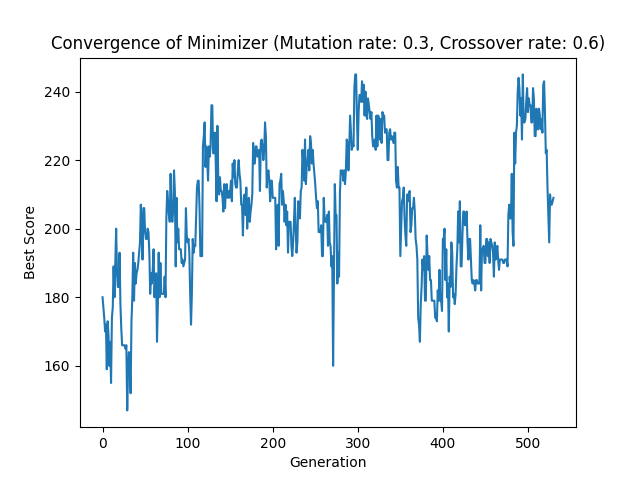 Convergence of Minimizer (Mutation rate: 0.3, Crossover rate: 0.6)
240
220
200
180
160
Best Score
0 100 200 300 400 500
Generation